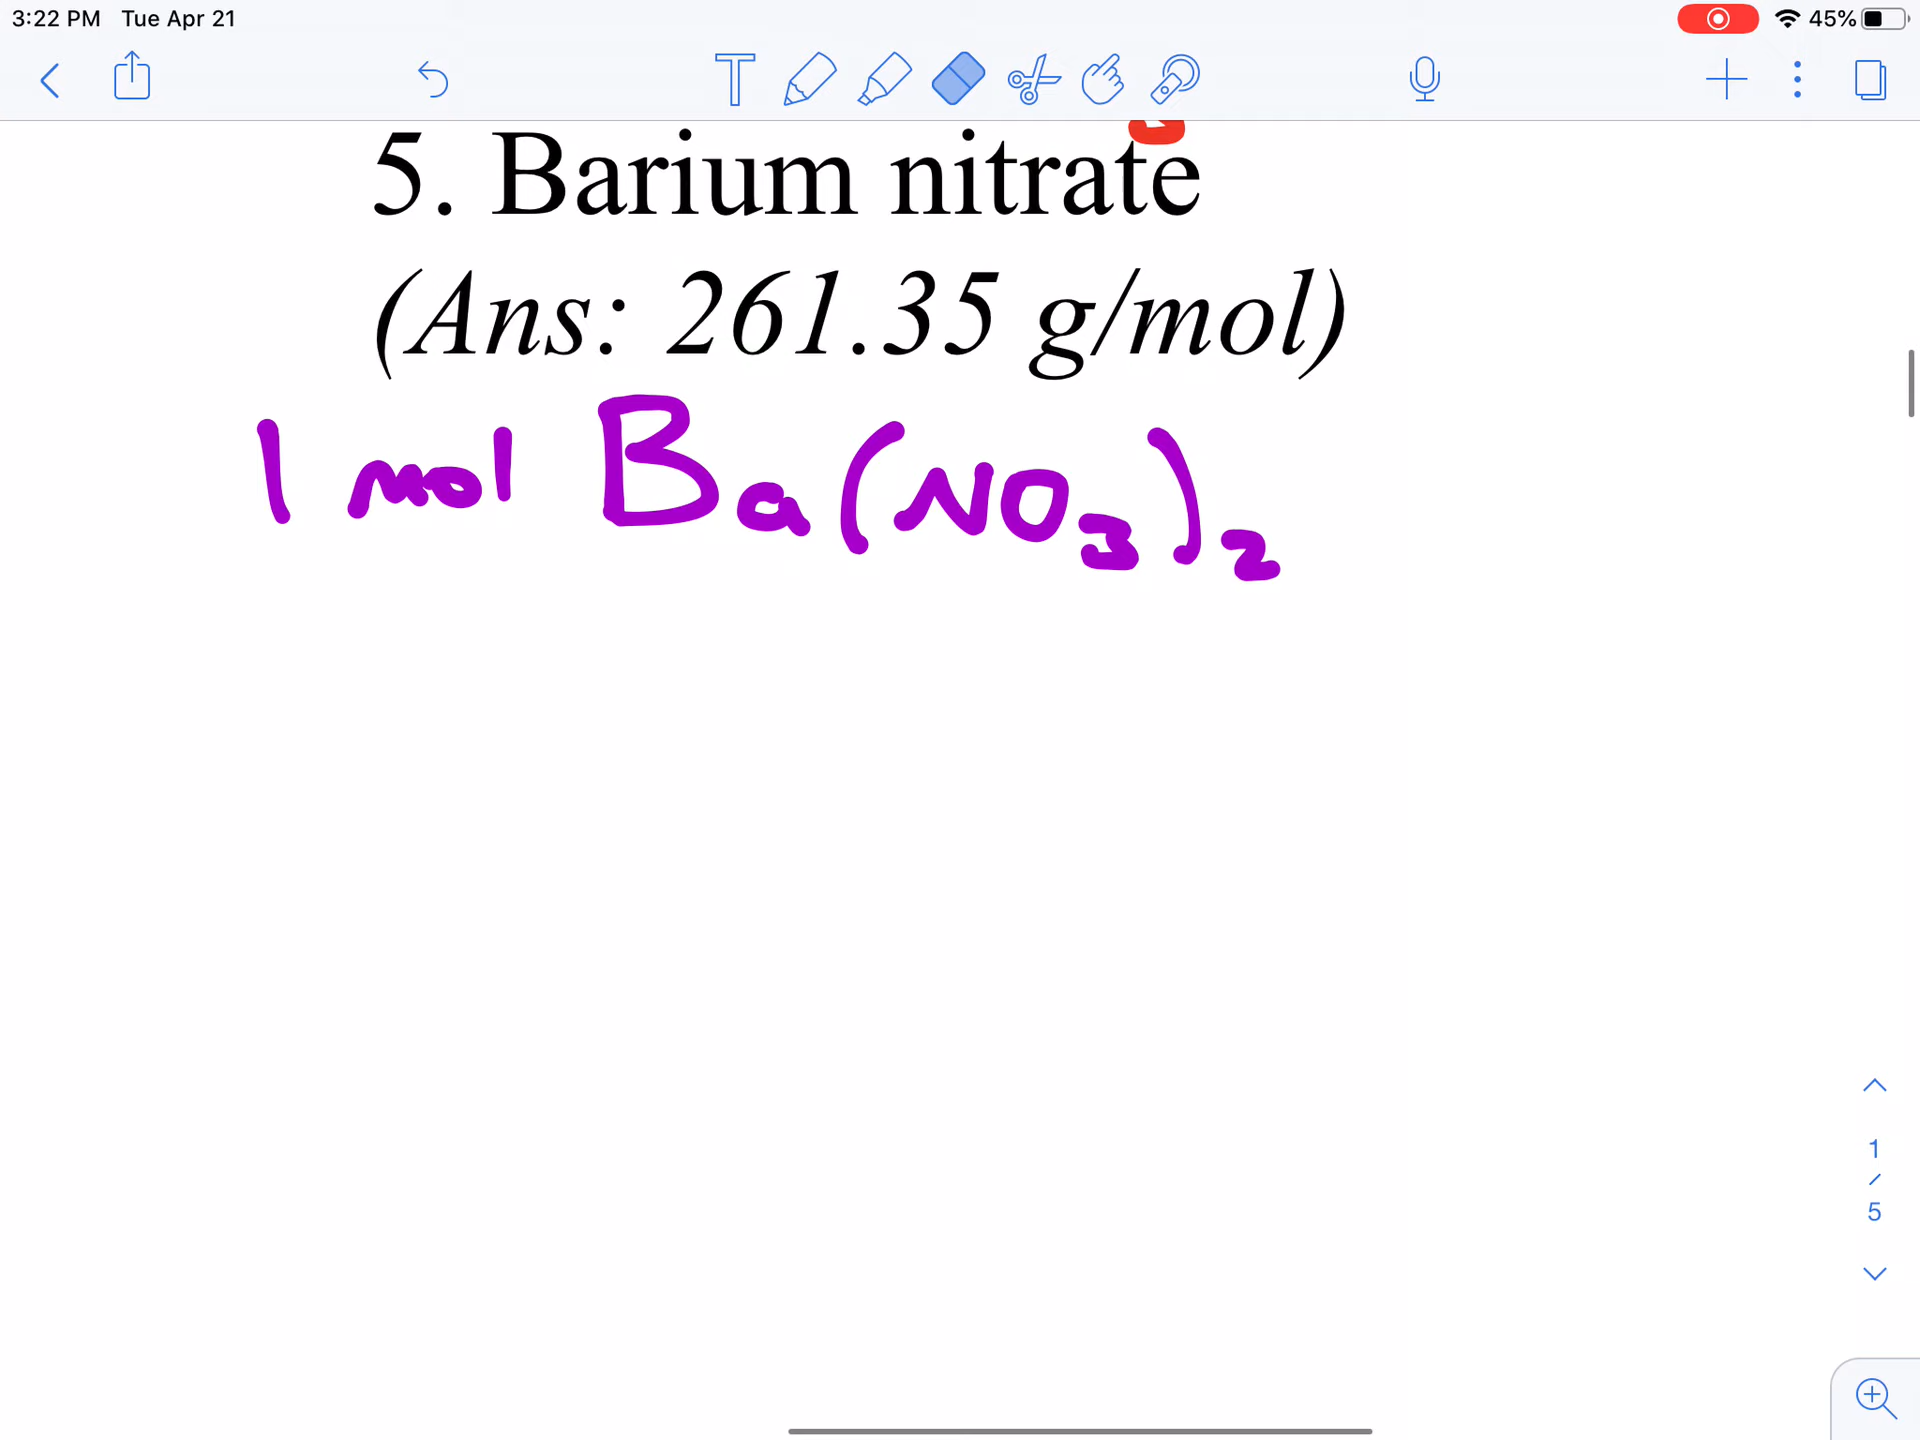 3:22 PM Tue Apr 21 45%
5. Barium nitrate
(Ans: 261.35 g/mol)
1 mol Ba(NO₃)₂
1
/
5